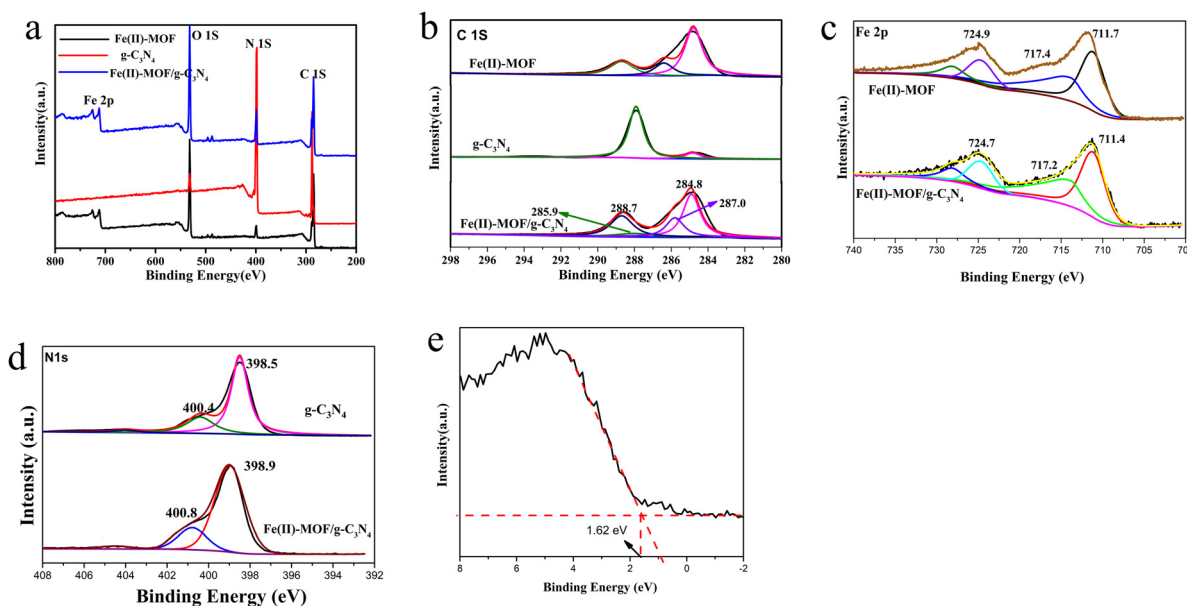 a
Fe(II)-MOF
g-C₃N₄
Fe(II)-MOF/g-C₃N₄
O 1S
N 1S
C 1S
Fe 2p
Intensity(a.u.)
800 700 600 500 400 300 200
Binding Energy(eV)
b
C 1S
Fe(II)-MOF
g-C₃N₄
Fe(II)-MOF/g-C₃N₄
285.9
288.7
284.8
287.0
Intensity(a.u.)
298 296 294 292 290 288 286 284 282 280
Binding Energy (eV)
c
Fe 2p
724.9
717.4
711.7
Fe(II)-MOF
724.7
717.2
711.4
Fe(II)-MOF/g-C₃N₄
Intensity(a.u.)
740 735 730 725 720 715 710 705 70
Binding Energy (eV)
d
N1s
398.5
400.4
g-C₃N₄
398.9
400.8
Fe(II)-MOF/g-C₃N₄
Intensity (a.u.)
408 406 404 402 400 398 396 394 392
Binding Energy (eV)
e
1.62 eV
Intensity(a.u.)
8 6 4 2 0 -2
Binding Energy (eV)